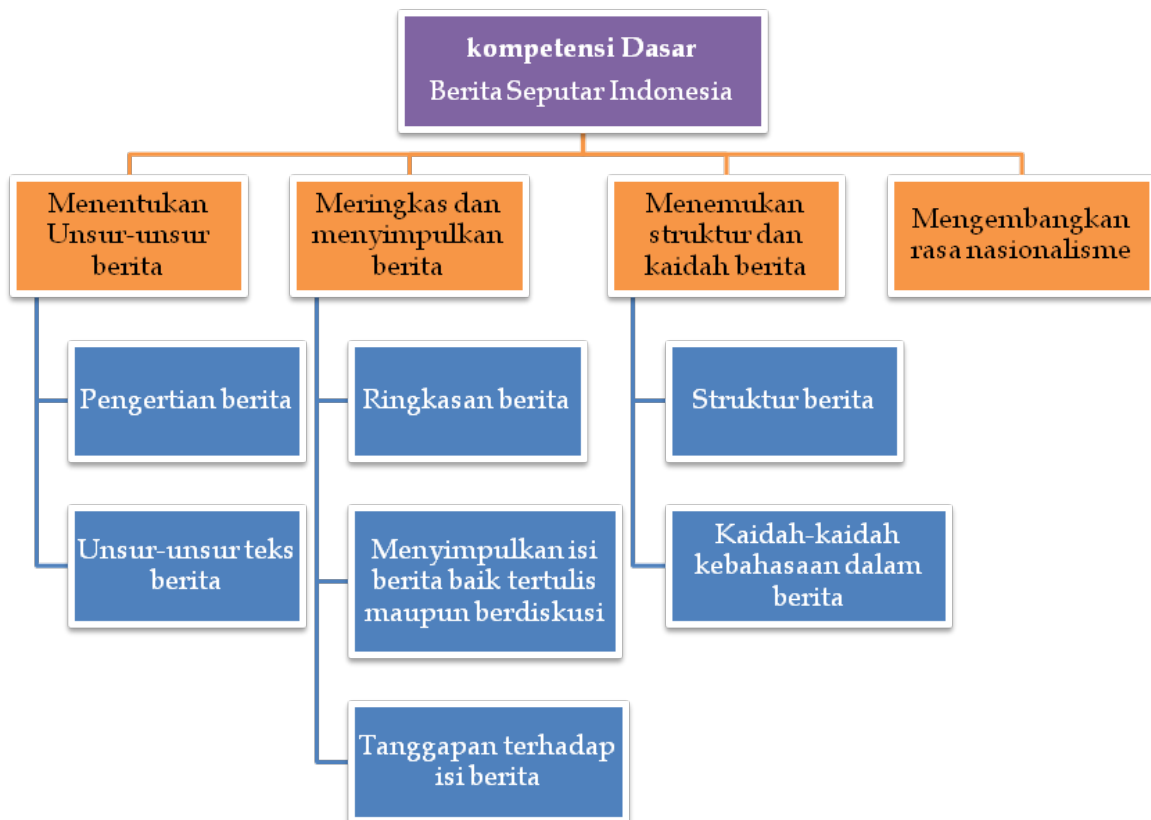 kompetensi Dasar
Berita Seputar Indonesia
Menentukan
Unsur-unsur
berita
Meringkas dan
menyimpulkan
berita
Menemukan
struktur dan
kaidah berita
Mengembangkan
rasa nasionalisme
Pengertian berita
Ringkasan berita
Struktur berita
Unsur-unsur teks
berita
Menyimpulkan isi
berita baik tertulis
maupun berdiskusi
Kaidah-kaidah
kebahasaan dalam
berita
Tanggapan terhadap
isi berita